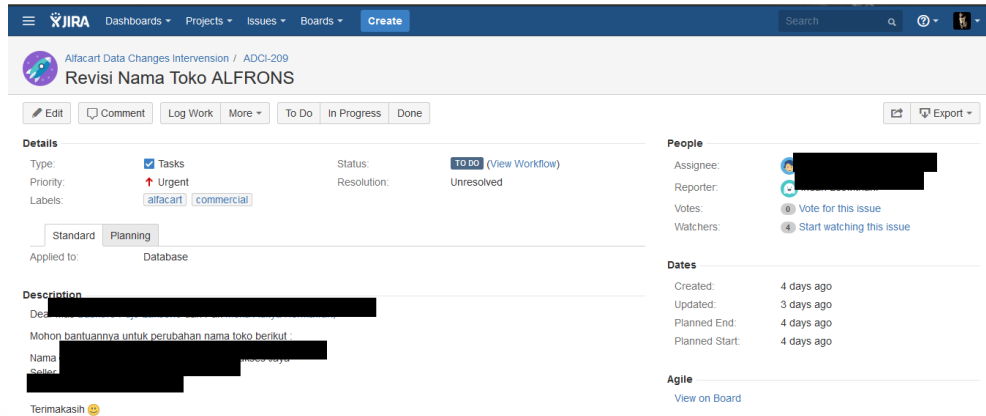 JIRA Dashboards Projects Issues Boards Create Search
Alfacart Data Changes Intervension / ADCI-209
Revisi Nama Toko ALFRONS
Edit Comment Log Work More To Do In Progress Done Export
Details
Type: Tasks
Status: TO DO (View Workflow)
Priority: Urgent
Resolution: Unresolved
Labels: alfacart commercial
Standard Planning
Applied to: Database
Description
Mohon bantuannya untuk perubahan nama toko berikut :
Nama
Seller
Terimakasih
People
Assignee:
Reporter:
Votes: 0 Vote for this issue
Watchers: 4 Start watching this issue
Dates
Created: 4 days ago
Updated: 3 days ago
Planned End: 4 days ago
Planned Start: 4 days ago
Agile
View on Board